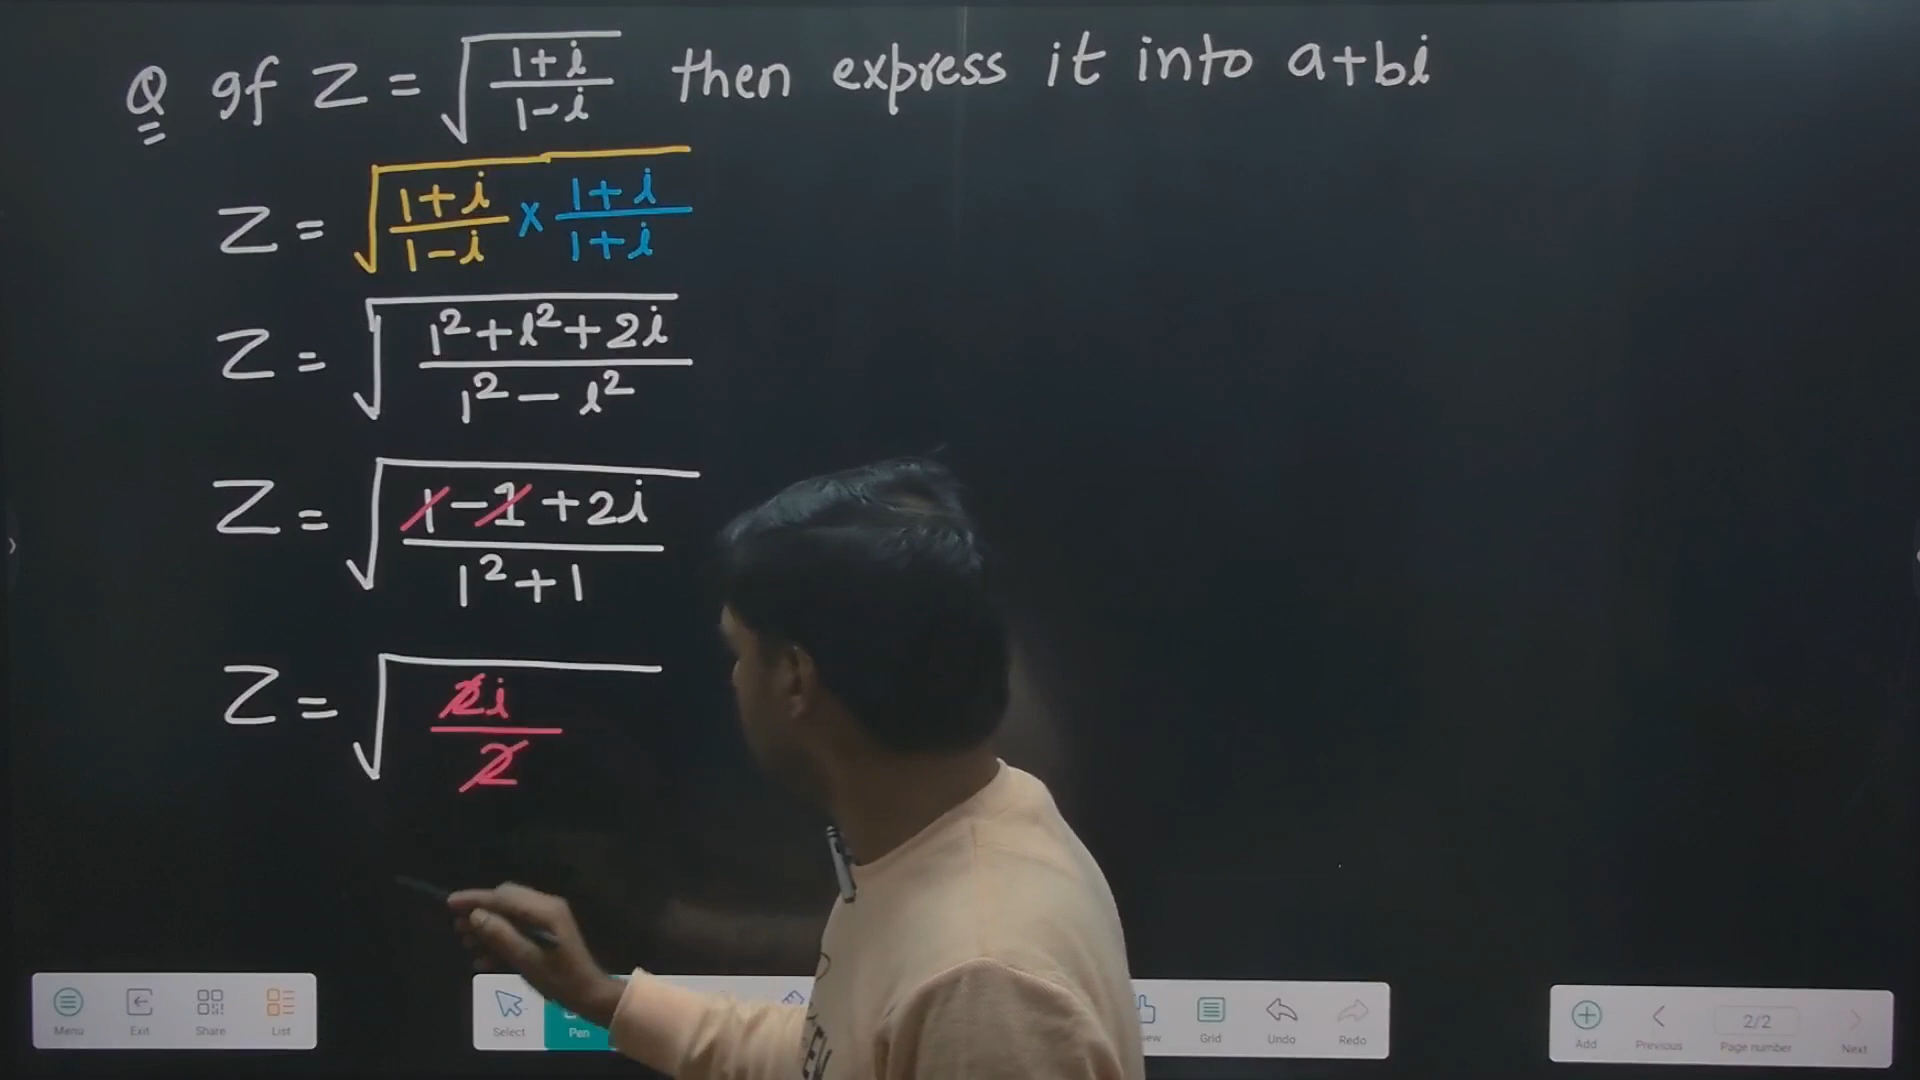 Q If Z = √((1+i)/(1-i)) then express it into a+bi
Z = √((1+i)/(1-i) × (1+i)/(1+i))
Z = √((1²+i²+2i)/(1²-i²))
Z = √((1-1+2i)/(1²+1))
Z = √(2i/2)
Menu Exit Share List Select Pen Grid Undo Redo Add Previous 2/2 Page number Next